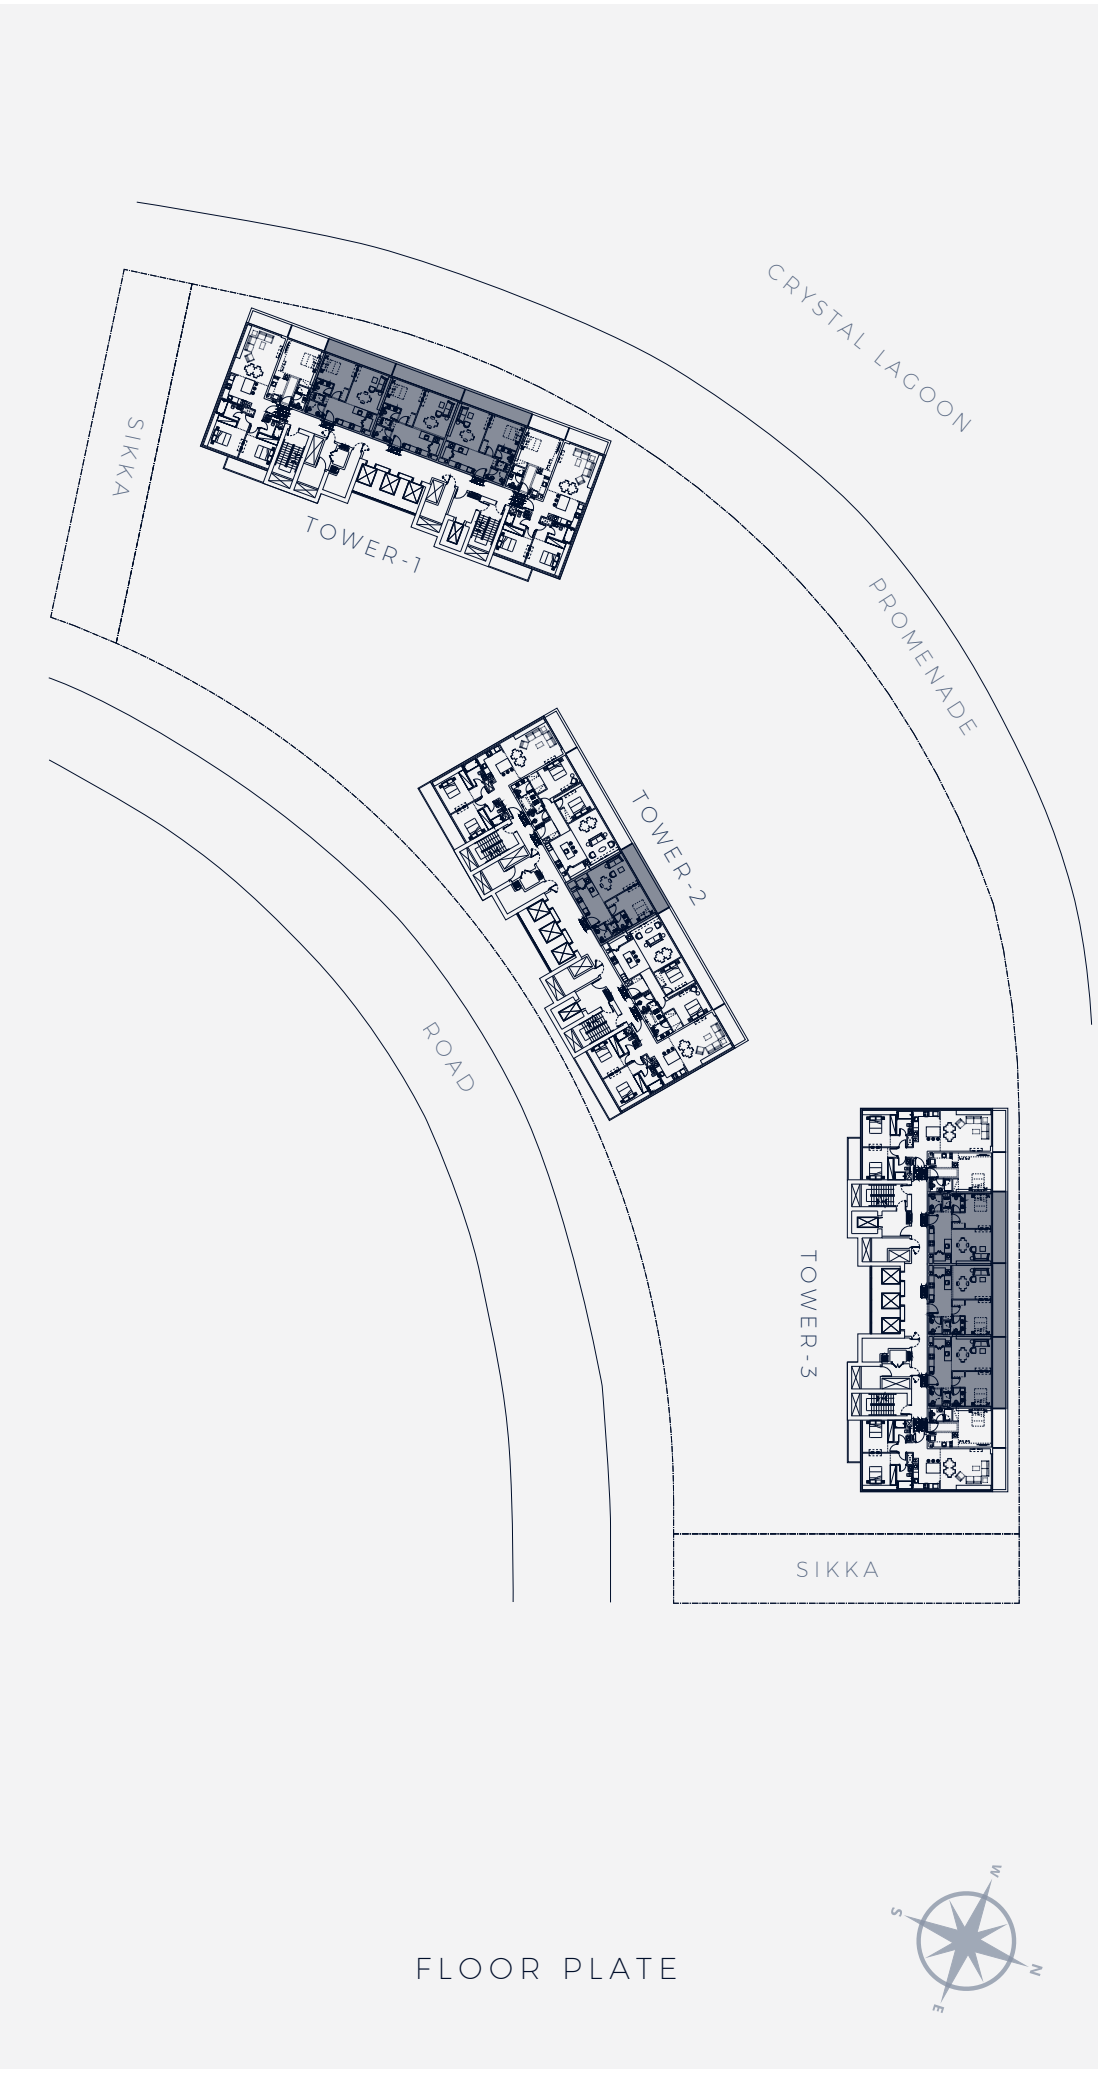 CRYSTAL LAGOON
SIKKA
TOWER-1
PROMENADE
TOWER-2
ROAD
TOWER-3
SIKKA
W
S
N
E
FLOOR PLATE